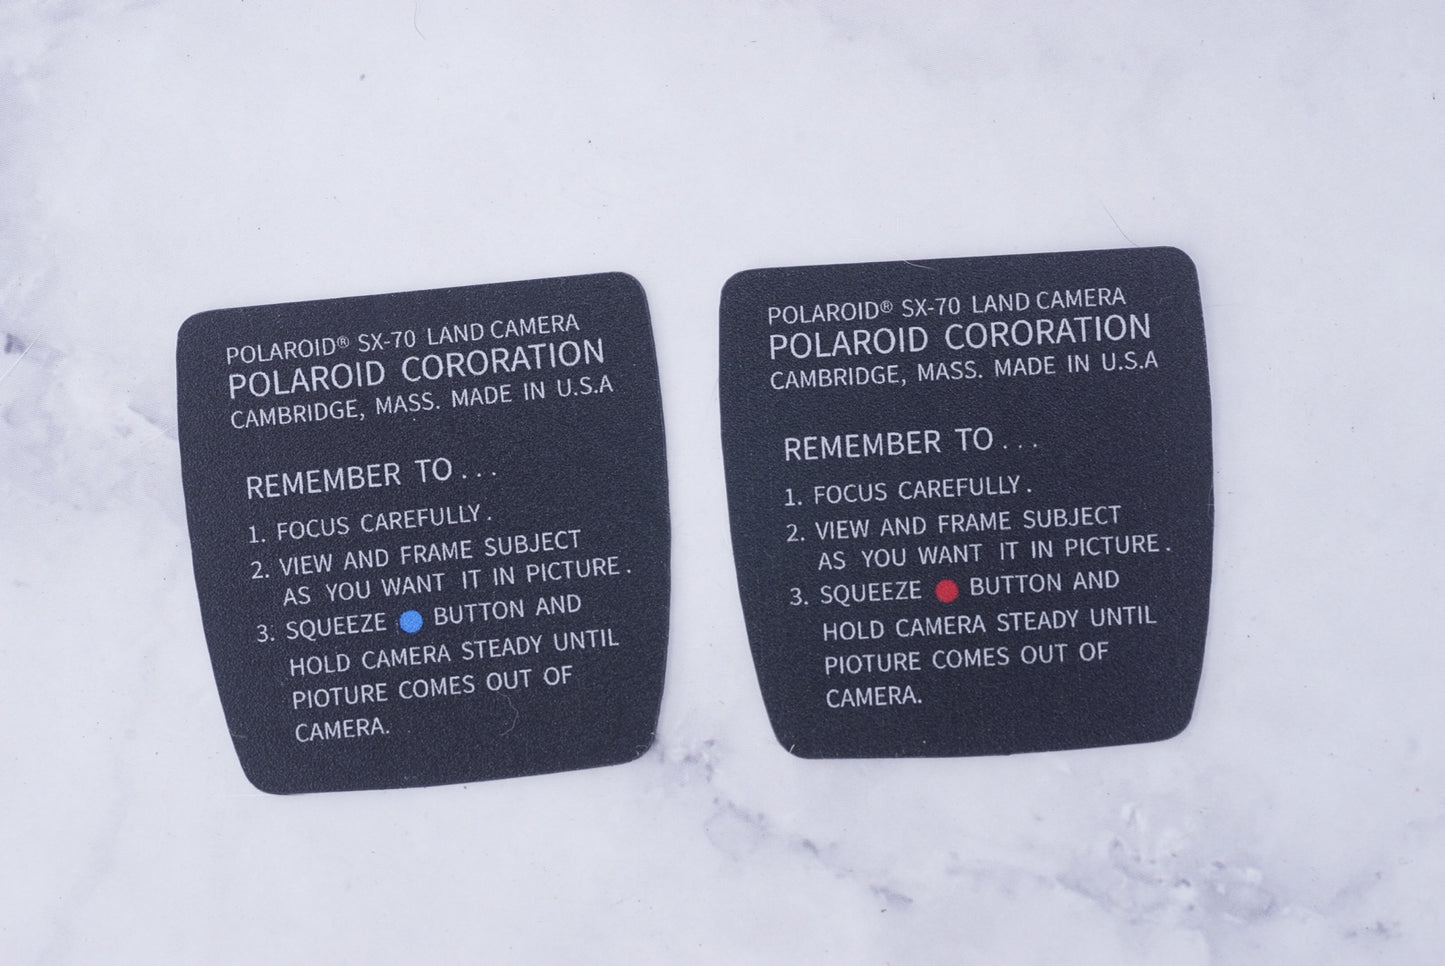 POLAROID® SX-70 LAND CAMERA
POLAROID CORORATION
CAMBRIDGE, MASS. MADE IN U.S.A
REMEMBER TO...
1. FOCUS CAREFULLY.
2. VIEW AND FRAME SUBJECT
AS YOU WANT IT IN PICTURE.
3. SQUEEZE BUTTON AND
HOLD CAMERA STEADY UNTIL
PIOTURE COMES OUT OF
CAMERA.
POLAROID® SX-70 LAND CAMERA
POLAROID CORORATION
CAMBRIDGE, MASS. MADE IN U.S.A
REMEMBER TO...
1. FOCUS CAREFULLY.
2. VIEW AND FRAME SUBJECT
AS YOU WANT IT IN PICTURE.
3. SQUEEZE BUTTON AND
HOLD CAMERA STEADY UNTIL
PIOTURE COMES OUT OF
CAMERA.